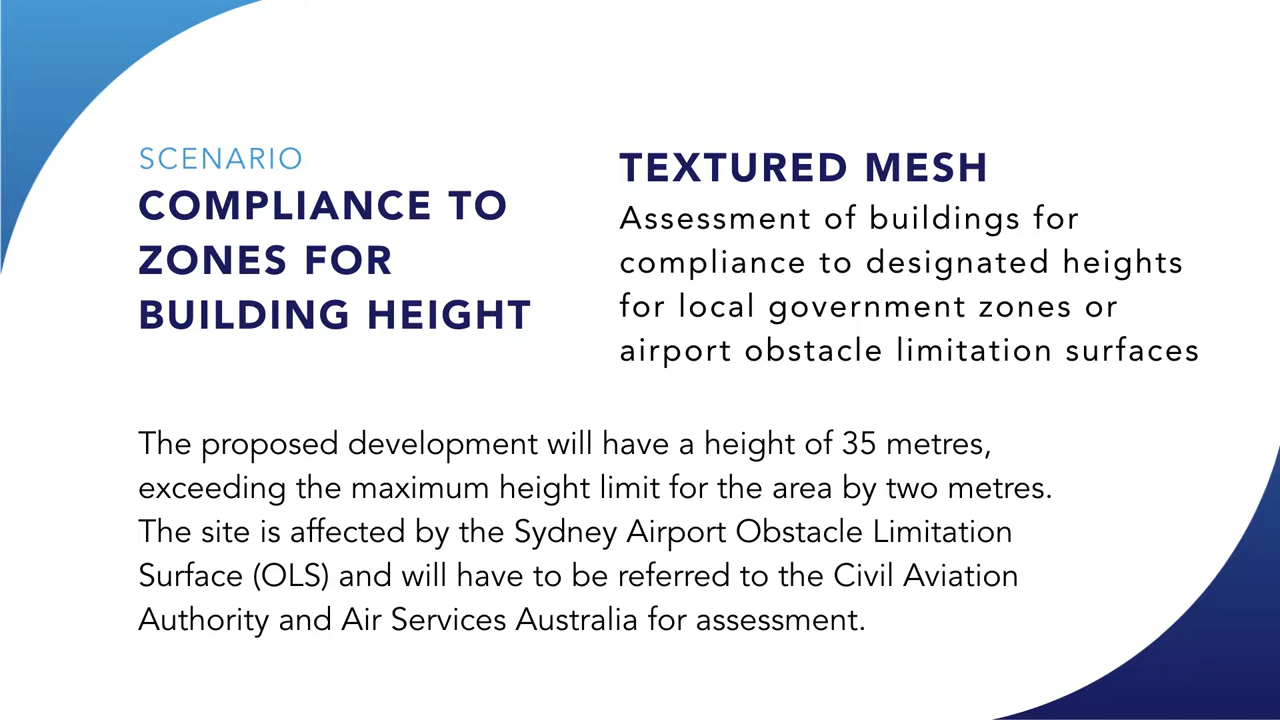 SCENARIO
COMPLIANCE TO
ZONES FOR
BUILDING HEIGHT
TEXTURED MESH
Assessment of buildings for
compliance to designated heights
for local government zones or
airport obstacle limitation surfaces
The proposed development will have a height of 35 metres,
exceeding the maximum height limit for the area by two metres.
The site is affected by the Sydney Airport Obstacle Limitation
Surface (OLS) and will have to be referred to the Civil Aviation
Authority and Air Services Australia for assessment.